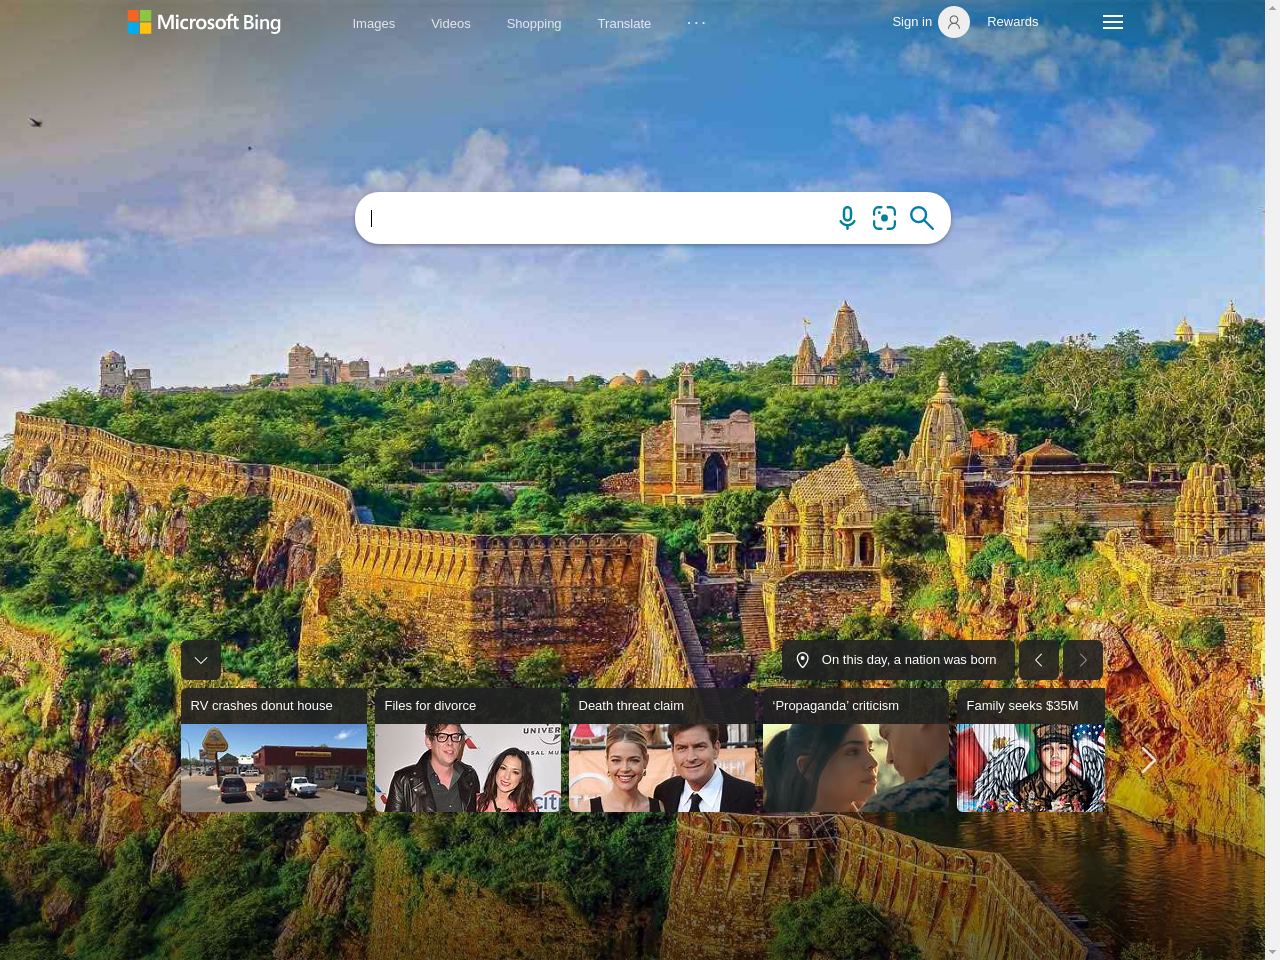 Microsoft Bing
Images
Videos
Shopping
Translate
Sign in
Rewards
On this day, a nation was born
RV crashes donut house
Files for divorce
Death threat claim
‘Propaganda’ criticism
Family seeks $35M